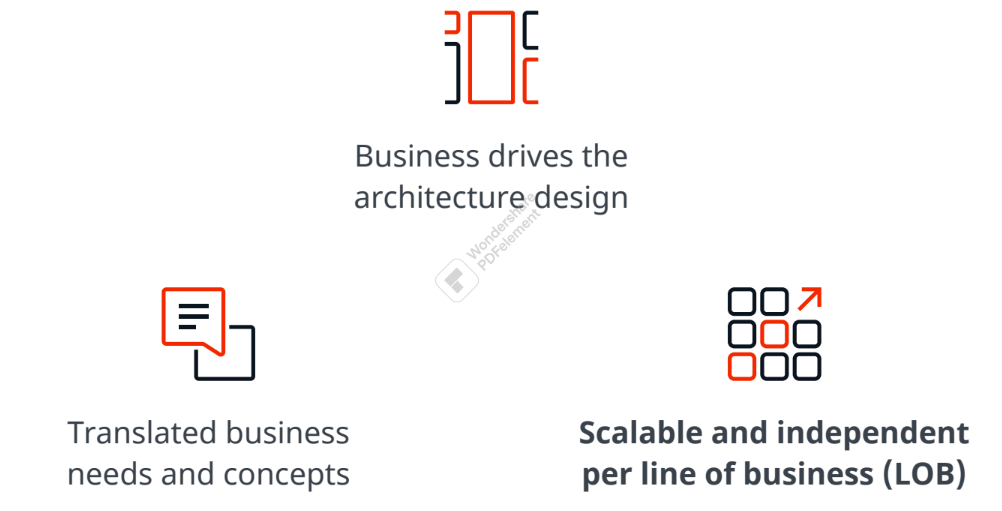 Business drives the
architecture design
Wondershare
PDFelement
Translated business
needs and concepts
Scalable and independent
per line of business (LOB)